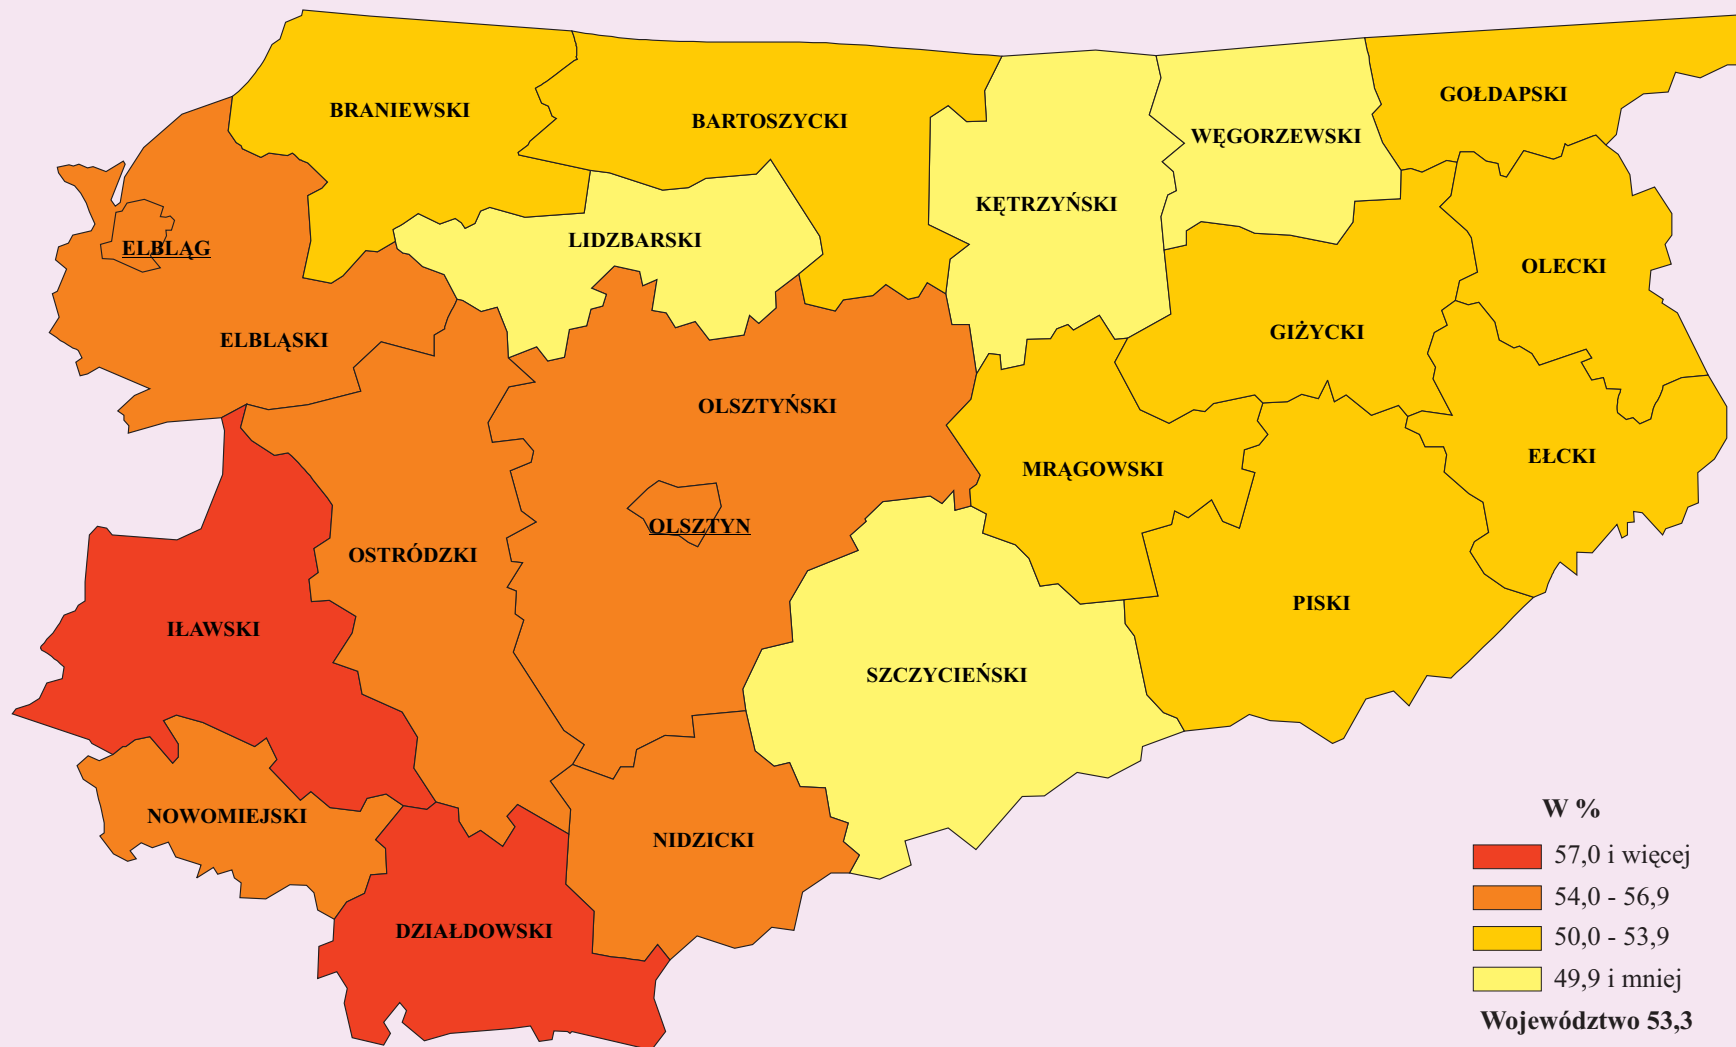 GOŁDAPSKI
BRANIEWSKI
BARTOSZYCKI
WĘGORZEWSKI
KĘTRZYŃSKI
LIDZBARSKI
ELBLĄG
OLECKI
GIŻYCKI
ELBLĄSKI
OLSZTYŃSKI
EŁCKI
MRĄGOWSKI
OLSZTYN
OSTRÓDZKI
PISKI
IŁAWSKI
SZCZYCIEŃSKI
NOWOMIEJSKI
NIDZICKI
DZIAŁDOWSKI
W %
57,0 i więcej
54,0 - 56,9
50,0 - 53,9
49,9 i mniej
Województwo 53,3